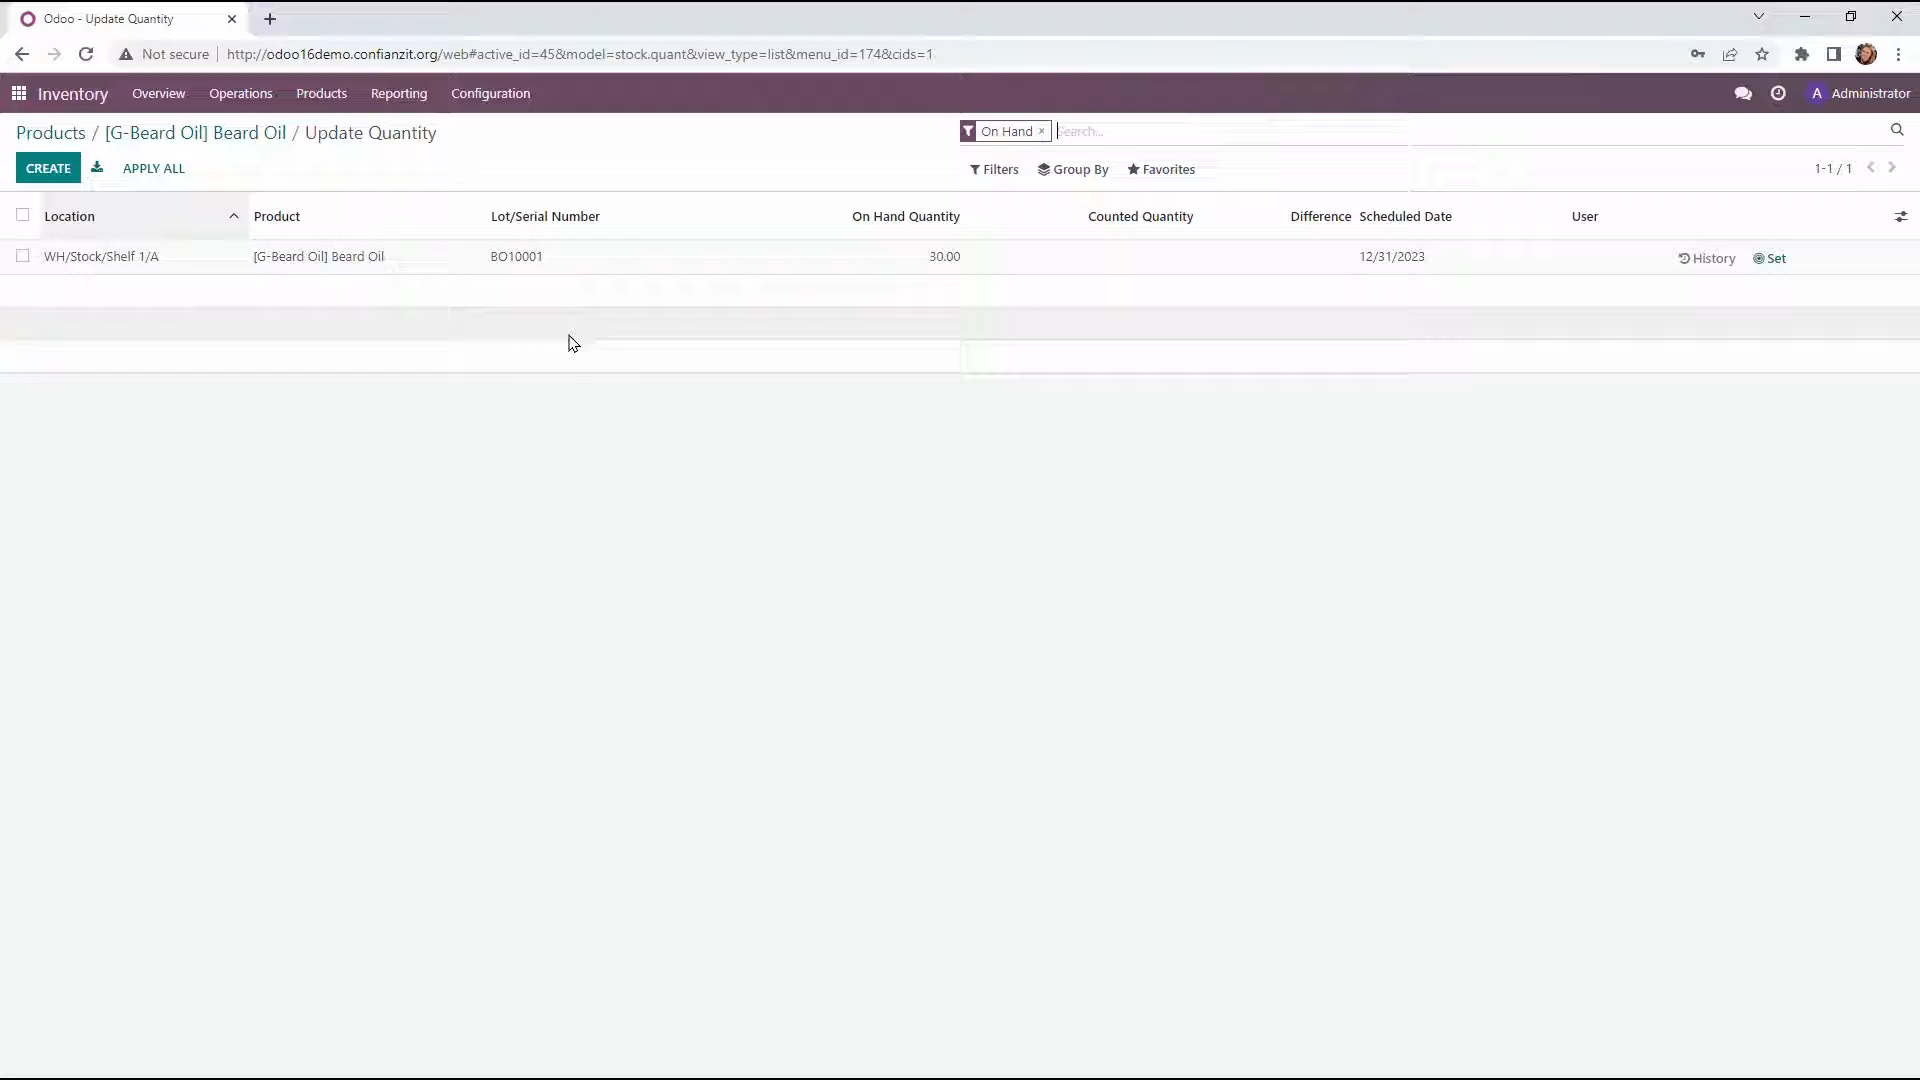 Odoo - Update Quantity
Not secure http://odoo16demo.confianzit.org/web#active_id=45&model=stock.quant&view_type=list&menu_id=174&cids=1
Inventory Overview Operations Products Reporting Configuration A Administrator
Products / [G-Beard Oil] Beard Oil / Update Quantity On Hand × Search...
CREATE APPLY ALL Filters Group By Favorites 1-1 / 1
Location Product Lot/Serial Number On Hand Quantity Counted Quantity Difference Scheduled Date User
WH/Stock/Shelf 1/A [G-Beard Oil] Beard Oil BO10001 30.00 12/31/2023 History Set